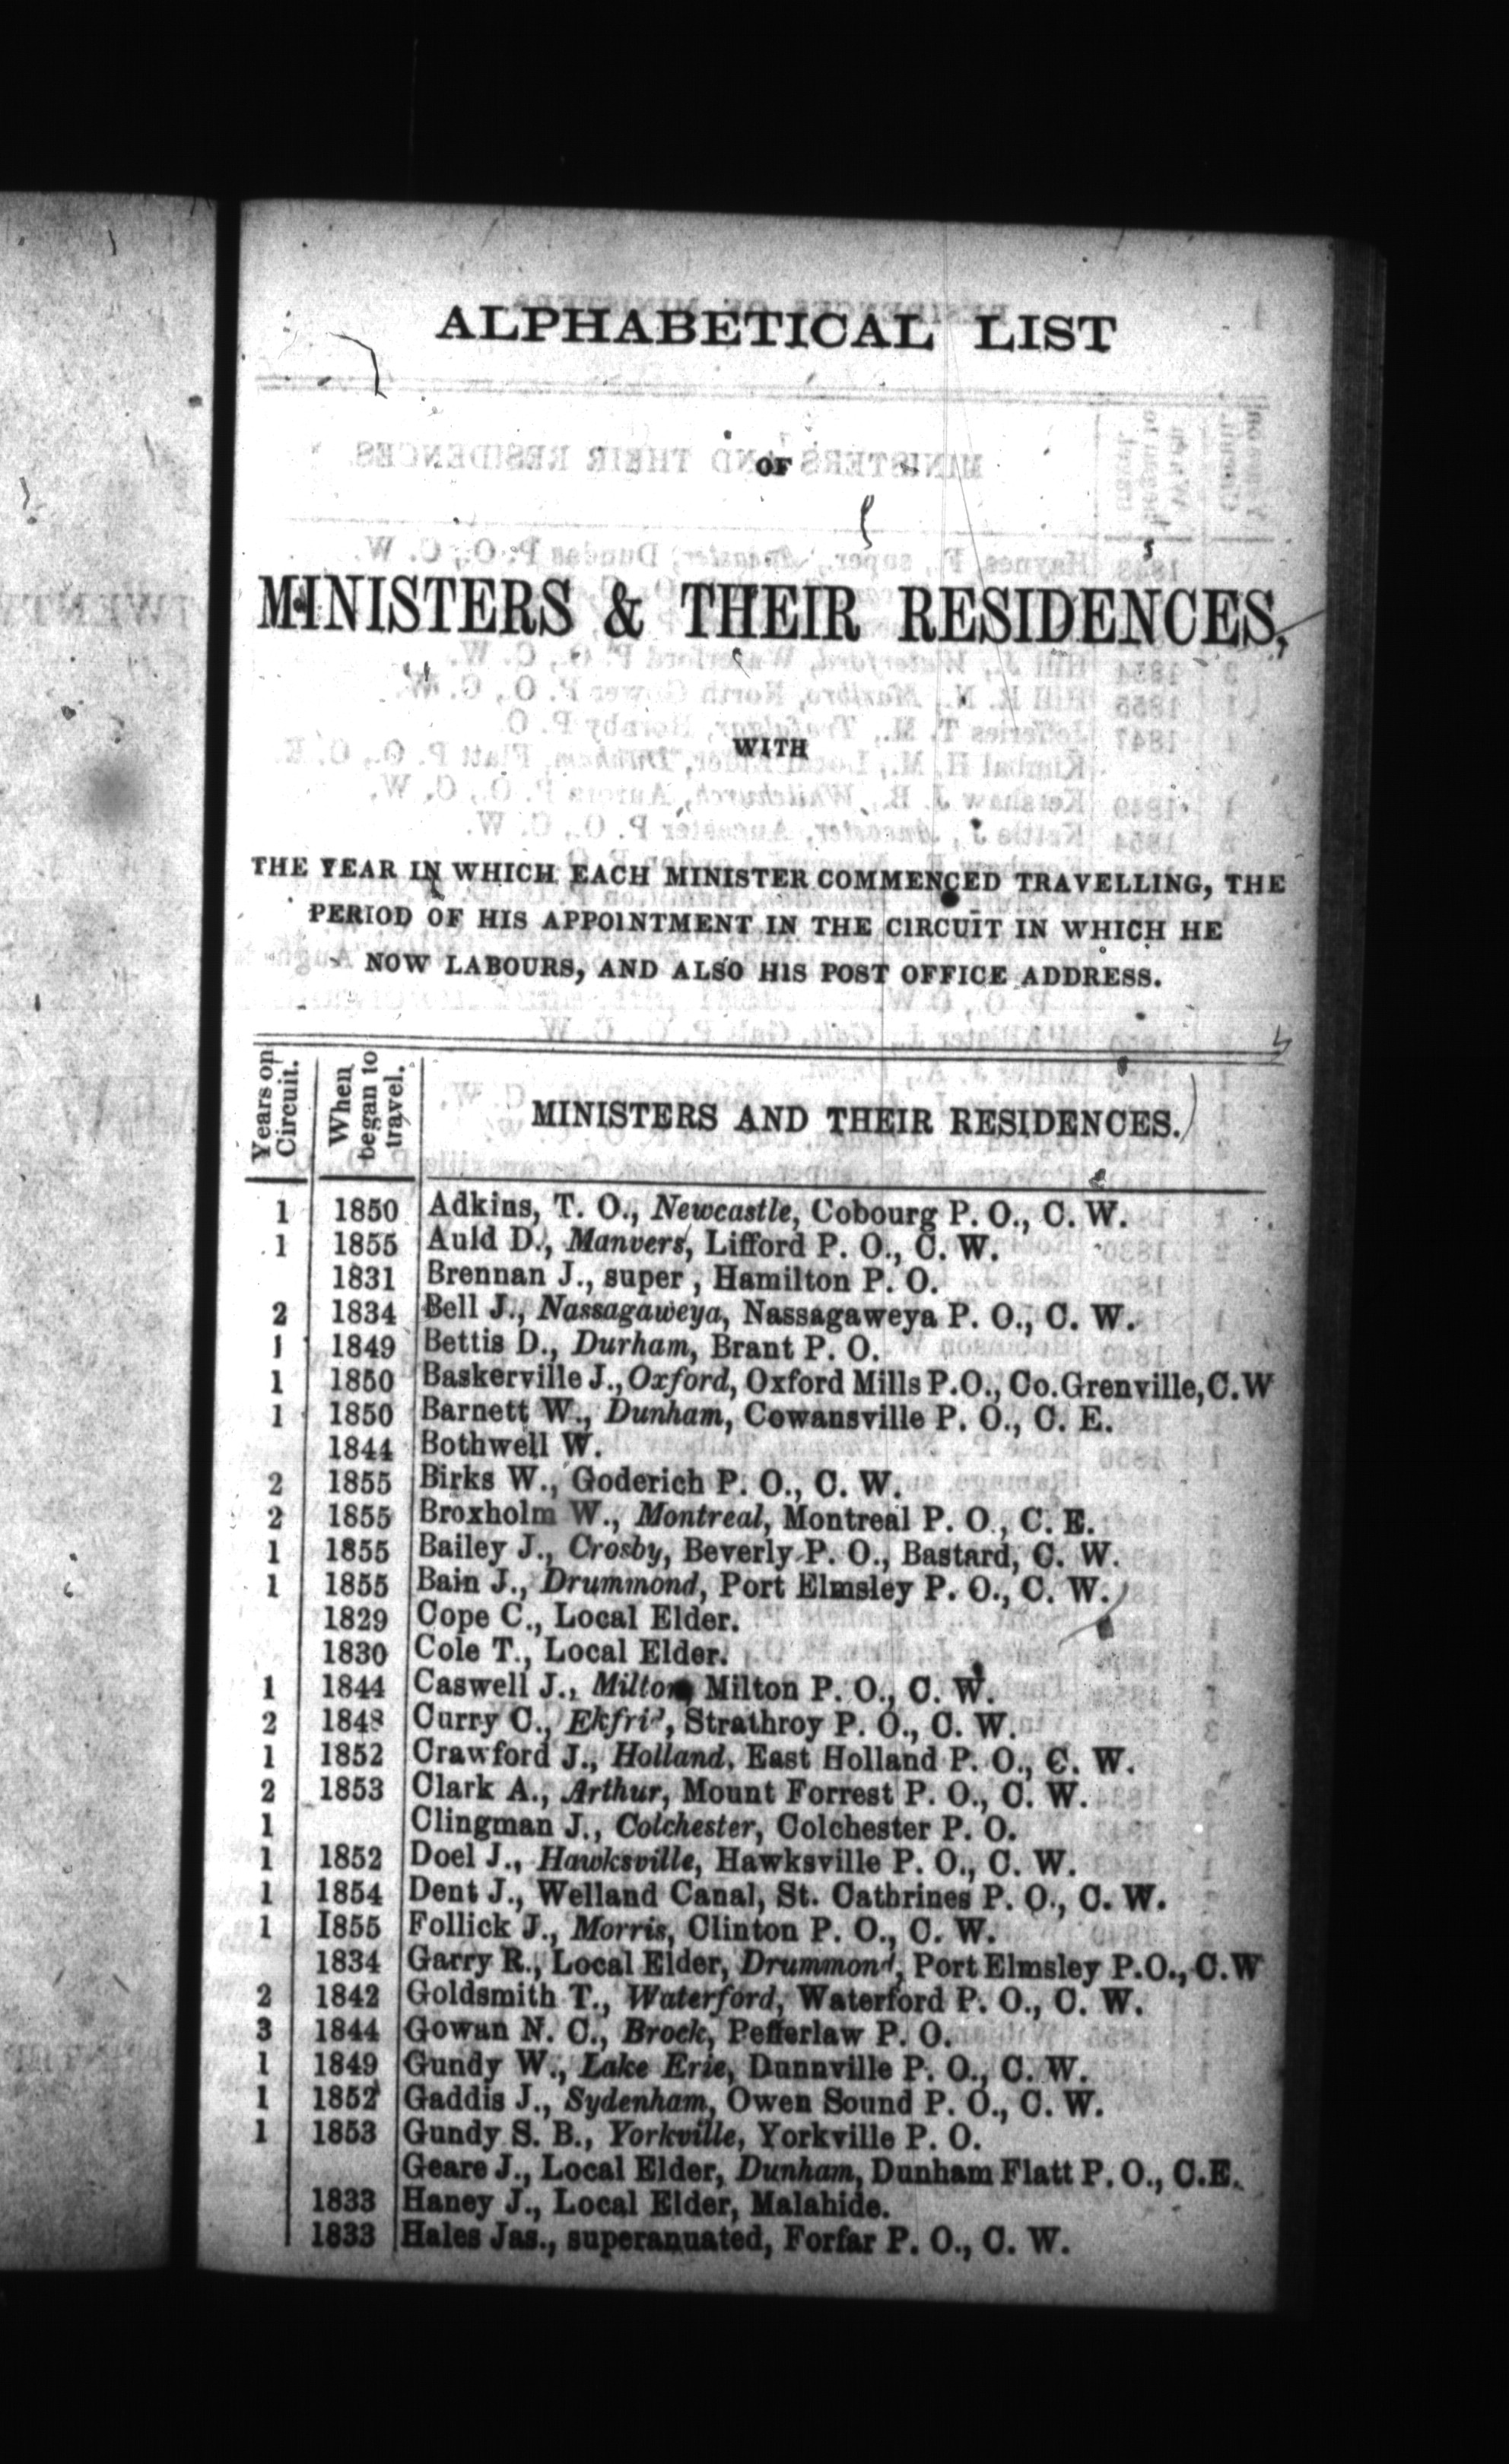 ALPHABETICAL LIST
OF
MINISTERS & THEIR RESIDENCES,
WITH
THE YEAR IN WHICH EACH MINISTER COMMENCED TRAVELLING, THE
PERIOD OF HIS APPOINTMENT IN THE CIRCUIT IN WHICH HE
NOW LABOURS, AND ALSO HIS POST OFFICE ADDRESS.
Years on Circuit. When began to travel. MINISTERS AND THEIR RESIDENCES.
1 1850 Adkins, T. O., Newcastle, Cobourg P. O., C. W.
1 1855 Auld D., Manvers, Lifford P. O., C. W.
1831 Brennan J., super , Hamilton P. O.
2 1834 Bell J., Nassagaweya, Nassagaweya P. O., C. W.
1 1849 Bettis D., Durham, Brant P. O.
1 1850 Baskerville J., Oxford, Oxford Mills P.O., Co.Grenville,C.W
1 1850 Barnett W., Dunham, Cowansville P. O., C. E.
1844 Bothwell W.
2 1855 Birks W., Goderich P. O., C. W.
2 1855 Broxholm W., Montreal, Montreal P. O , C. E.
1 1855 Bailey J., Crosby, Beverly P. O., Bastard, C. W.
1 1855 Bain J., Drummond, Port Elmsley P. O., C. W.
1829 Cope C., Local Elder.
1830 Cole T., Local Elder.
1 1844 Caswell J., Milton, Milton P. O., C. W.
2 1848 Curry C., Ekfrid, Strathroy P. O., C. W.
1 1852 Crawford J., Holland, East Holland P. O., C. W.
2 1853 Clark A., Arthur, Mount Forrest P. O., C. W.
1 Clingman J., Colchester, Colchester P. O.
1 1852 Doel J., Hawksville, Hawksville P. O., C. W.
1 1854 Dent J., Welland Canal, St. Cathrines P. O., C. W.
1 1855 Follick J., Morris, Clinton P. O., C. W.
1834 Garry R., Local Elder, Drummond, Port Elmsley P.O., C.W
2 1842 Goldsmith T., Waterford, Waterford P. O., C. W.
3 1844 Gowan N. C., Brock, Pefferlaw P. O.
1 1849 Gundy W., Lake Erie, Dunnville P. O., C. W.
1 1852 Gaddis J., Sydenham, Owen Sound P. O., C. W.
1 1853 Gundy S. B., Yorkville, Yorkville P. O.
Geare J., Local Elder, Dunham, Dunham Flatt P. O., C.E.
1833 Haney J., Local Elder, Malahide.
1833 Hales Jas., superanuated, Forfar P. O., C. W.